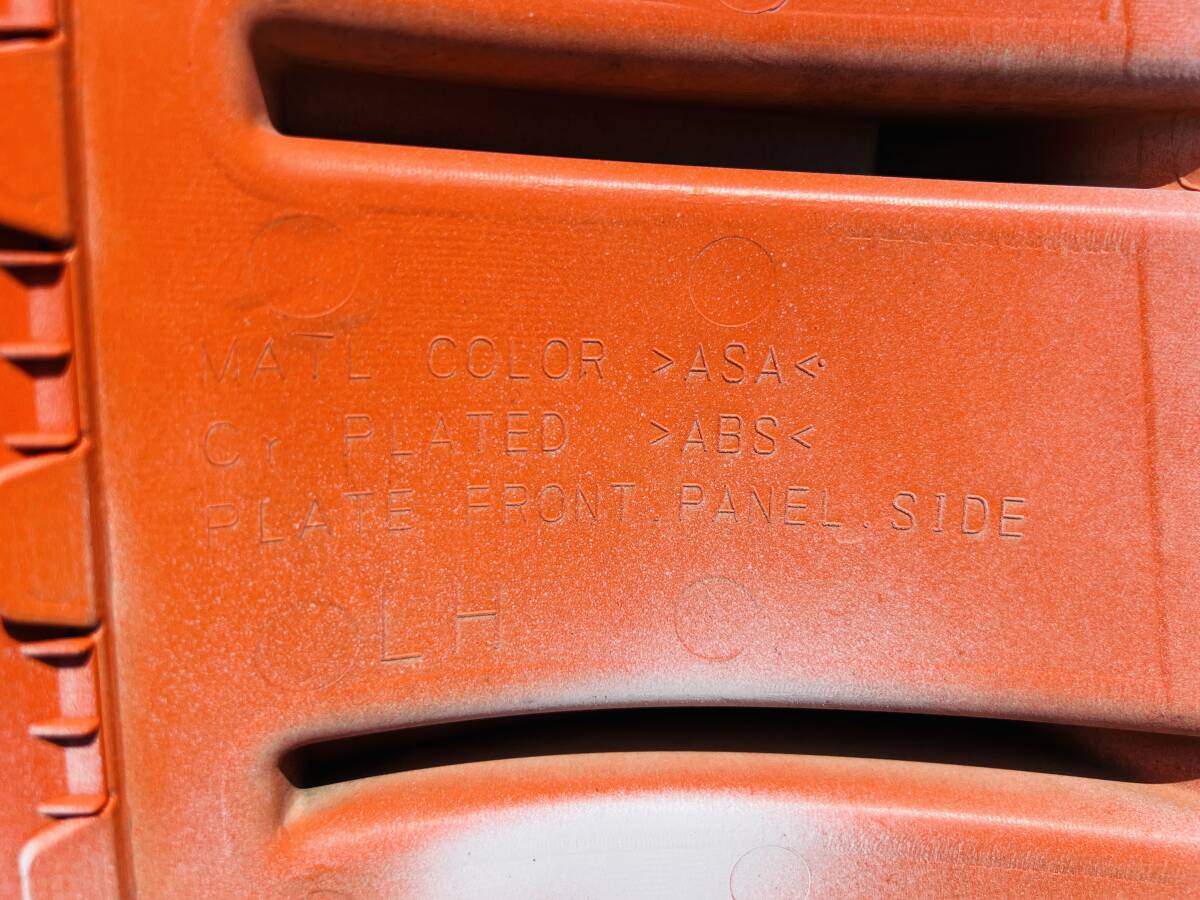 MATL COLOR >ASA<
Cr PLATED >ABS<
PLATE FRONT.PANEL.SIDE
LH